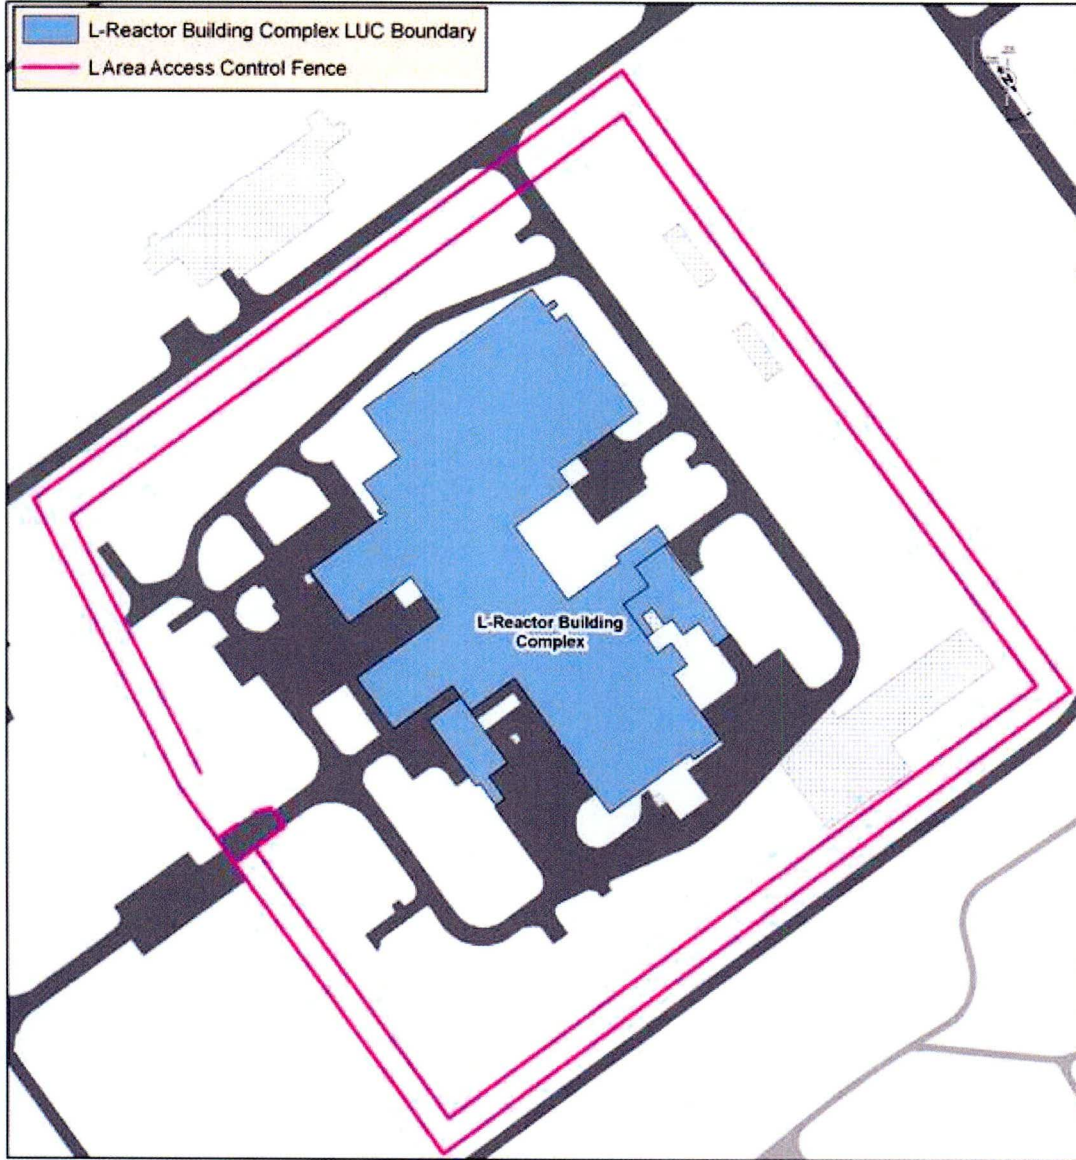 L-Reactor Building Complex LUC Boundary
L Area Access Control Fence
L-Reactor Building
Complex